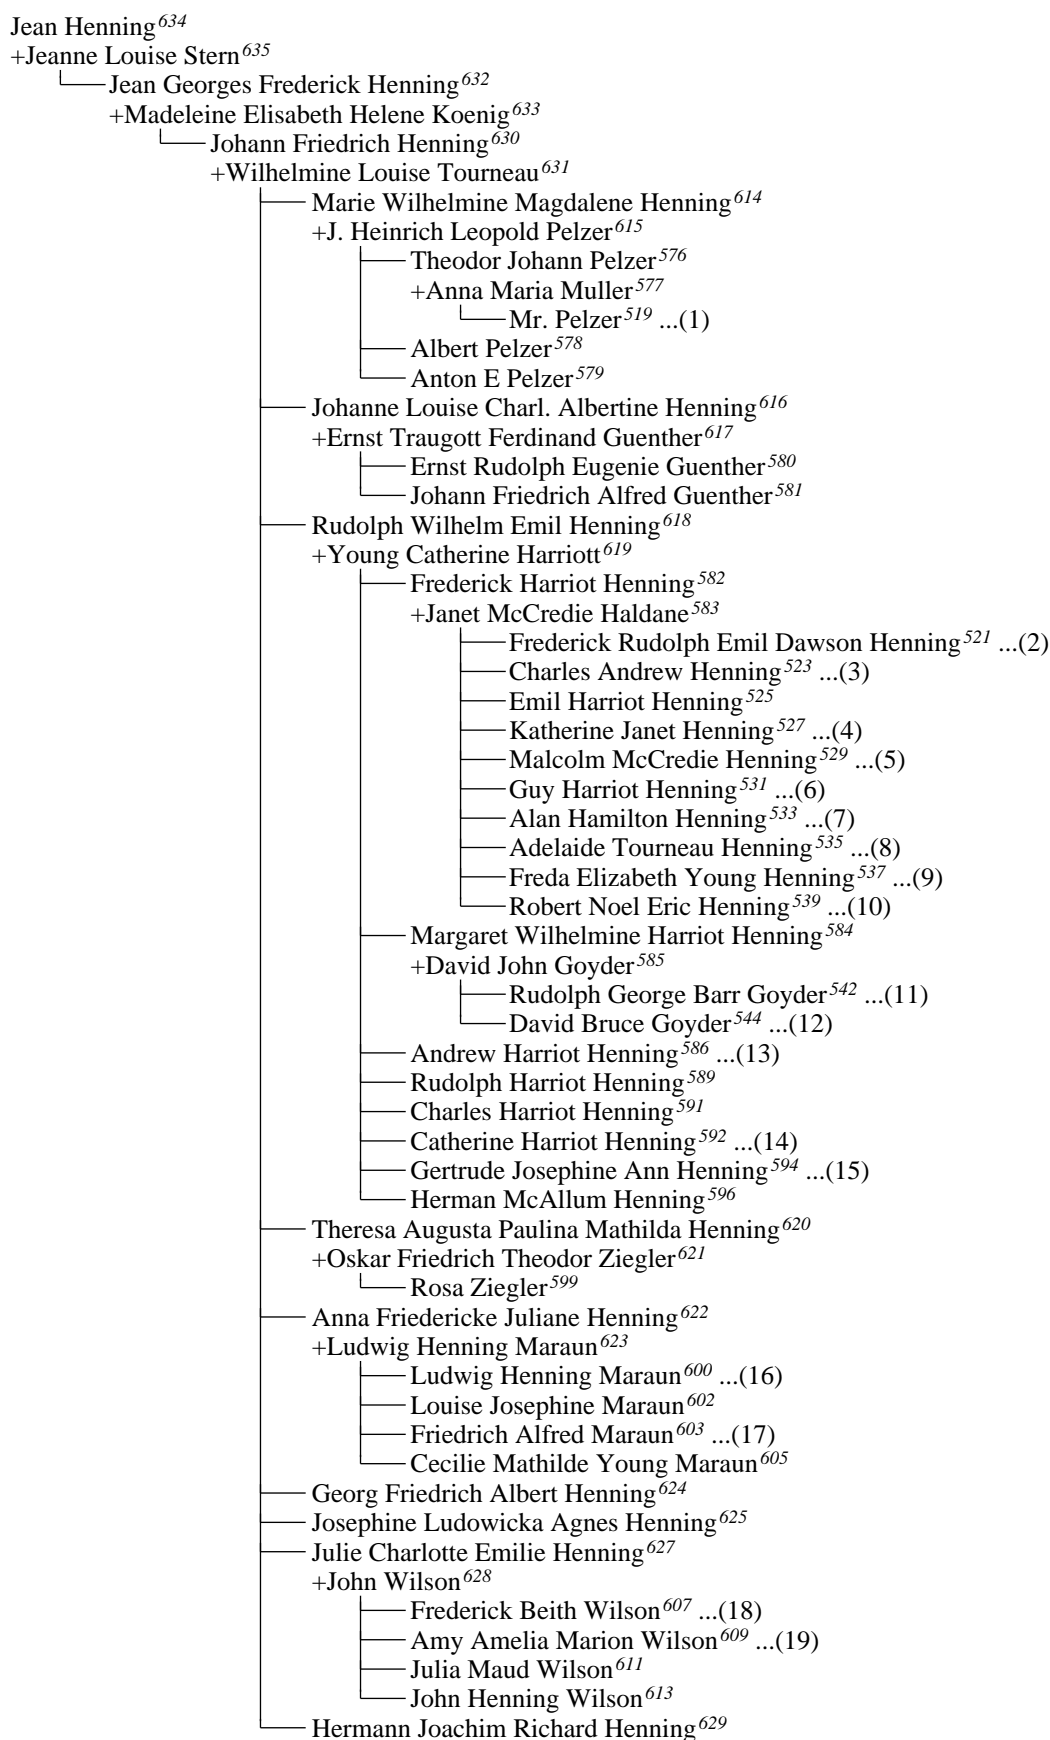 Jean Henning634
+Jeanne Louise Stern635
Jean Georges Frederick Henning632
+Madeleine Elisabeth Helene Koenig633
Johann Friedrich Henning630
+Wilhelmine Louise Tourneau631
Marie Wilhelmine Magdalene Henning614
+J. Heinrich Leopold Pelzer615
Theodor Johann Pelzer576
+Anna Maria Muller577
Mr. Pelzer519 ...(1)
Albert Pelzer578
Anton E Pelzer579
Johanne Louise Charl. Albertine Henning616
+Ernst Traugott Ferdinand Guenther617
Ernst Rudolph Eugenie Guenther580
Johann Friedrich Alfred Guenther581
Rudolph Wilhelm Emil Henning618
+Young Catherine Harriott619
Frederick Harriot Henning582
+Janet McCredie Haldane583
Frederick Rudolph Emil Dawson Henning521 ...(2)
Charles Andrew Henning523 ...(3)
Emil Harriot Henning525
Katherine Janet Henning527 ...(4)
Malcolm McCredie Henning529 ...(5)
Guy Harriot Henning531 ...(6)
Alan Hamilton Henning533 ...(7)
Adelaide Tourneau Henning535 ...(8)
Freda Elizabeth Young Henning537 ...(9)
Robert Noel Eric Henning539 ...(10)
Margaret Wilhelmine Harriot Henning584
+David John Goyder585
Rudolph George Barr Goyder542 ...(11)
David Bruce Goyder544 ...(12)
Andrew Harriot Henning586 ...(13)
Rudolph Harriot Henning589
Charles Harriot Henning591
Catherine Harriot Henning592 ...(14)
Gertrude Josephine Ann Henning594 ...(15)
Herman McAllum Henning596
Theresa Augusta Paulina Mathilda Henning620
+Oskar Friedrich Theodor Ziegler621
Rosa Ziegler599
Anna Friedericke Juliane Henning622
+Ludwig Henning Maraun623
Ludwig Henning Maraun600 ...(16)
Louise Josephine Maraun602
Friedrich Alfred Maraun603 ...(17)
Cecilie Mathilde Young Maraun605
Georg Friedrich Albert Henning624
Josephine Ludowicka Agnes Henning625
Julie Charlotte Emilie Henning627
+John Wilson628
Frederick Beith Wilson607 ...(18)
Amy Amelia Marion Wilson609 ...(19)
Julia Maud Wilson611
John Henning Wilson613
Hermann Joachim Richard Henning629